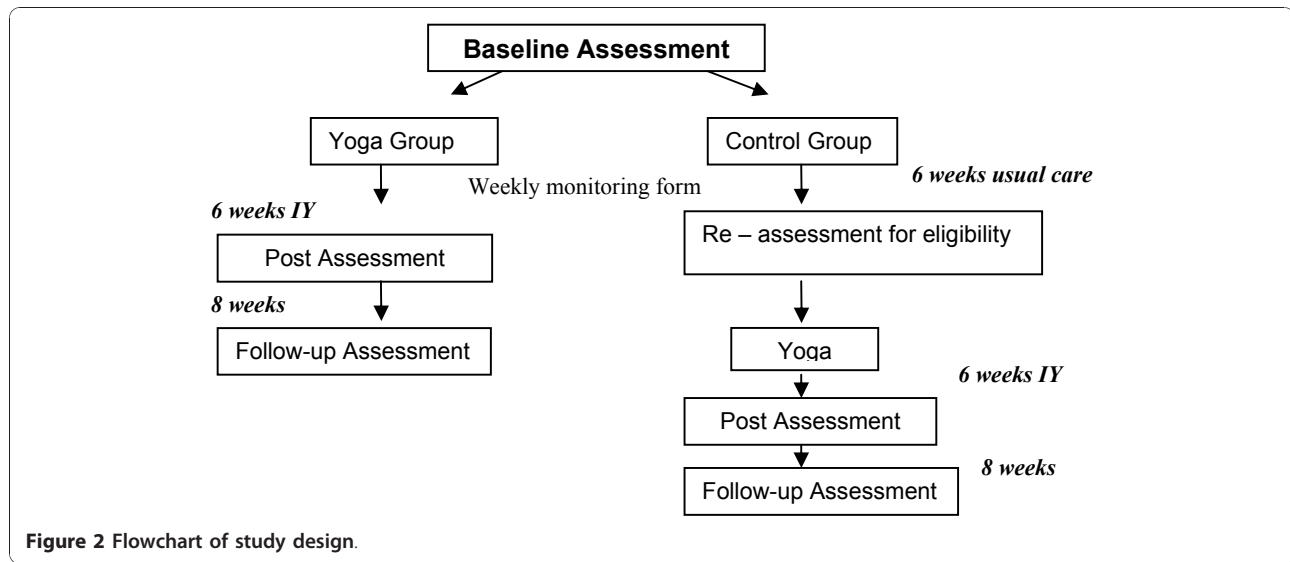 Baseline Assessment
Yoga Group
Control Group
Weekly monitoring form
6 weeks usual care
6 weeks IY
Re – assessment for eligibility
Post Assessment
8 weeks
Follow-up Assessment
Yoga
6 weeks IY
Post Assessment
8 weeks
Follow-up Assessment
Figure 2 Flowchart of study design.